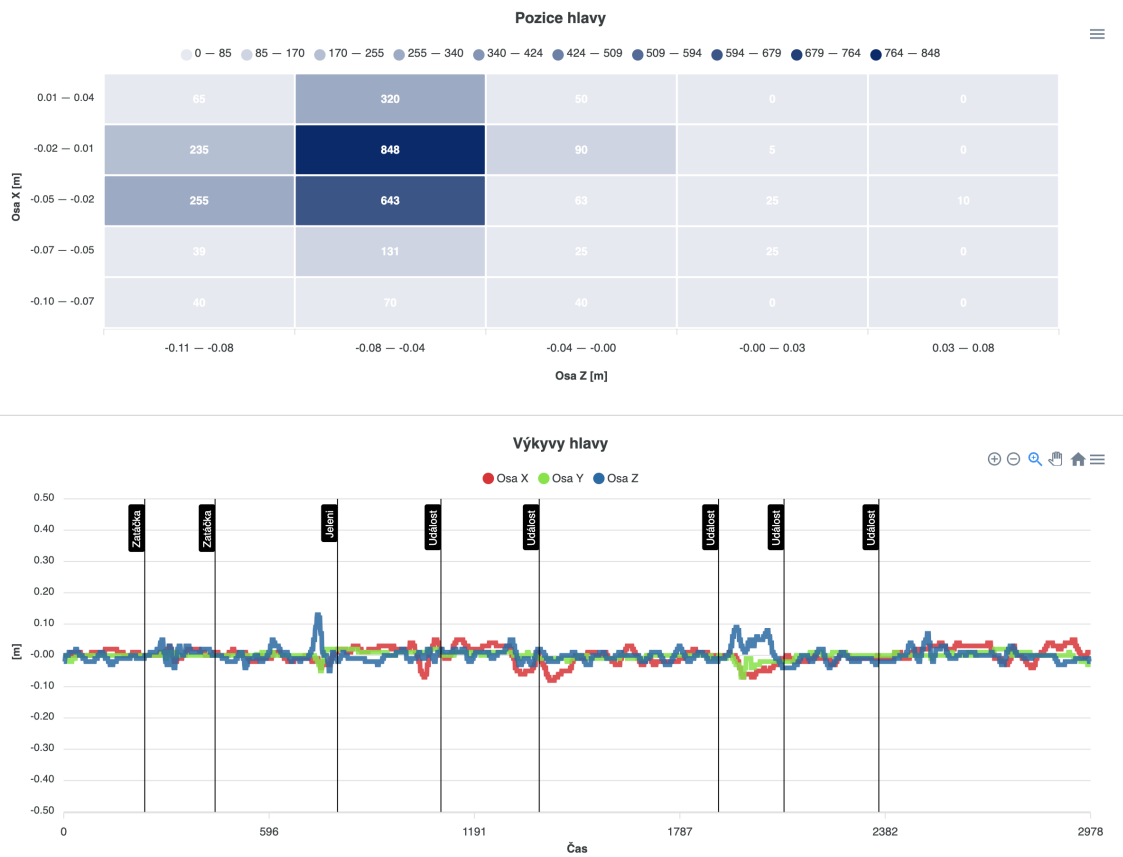 Pozice hlavy
0 — 85 85 — 170 170 — 255 255 — 340 340 — 424 424 — 509 509 — 594 594 — 679 679 — 764 764 — 848
Osa X [m]
0.01 — 0.04 65 320 50 0 0
-0.02 — 0.01 235 848 90 5 0
-0.05 — -0.02 255 643 63 25 10
-0.07 — -0.05 39 131 25 25 0
-0.10 — -0.07 40 70 40 0 0
-0.11 — -0.08 -0.08 — -0.04 -0.04 — -0.00 -0.00 — 0.03 0.03 — 0.08
Osa Z [m]
Výkyvy hlavy
Osa X Osa Y Osa Z
[m]
0.50
0.40
0.30
0.20
0.10
-0.00
-0.10
-0.20
-0.30
-0.40
-0.50
Zatáčka
Zatáčka
Jeleni
Událost
Událost
Událost
Událost
Událost
0 596 1191 1787 2382 2978
Čas